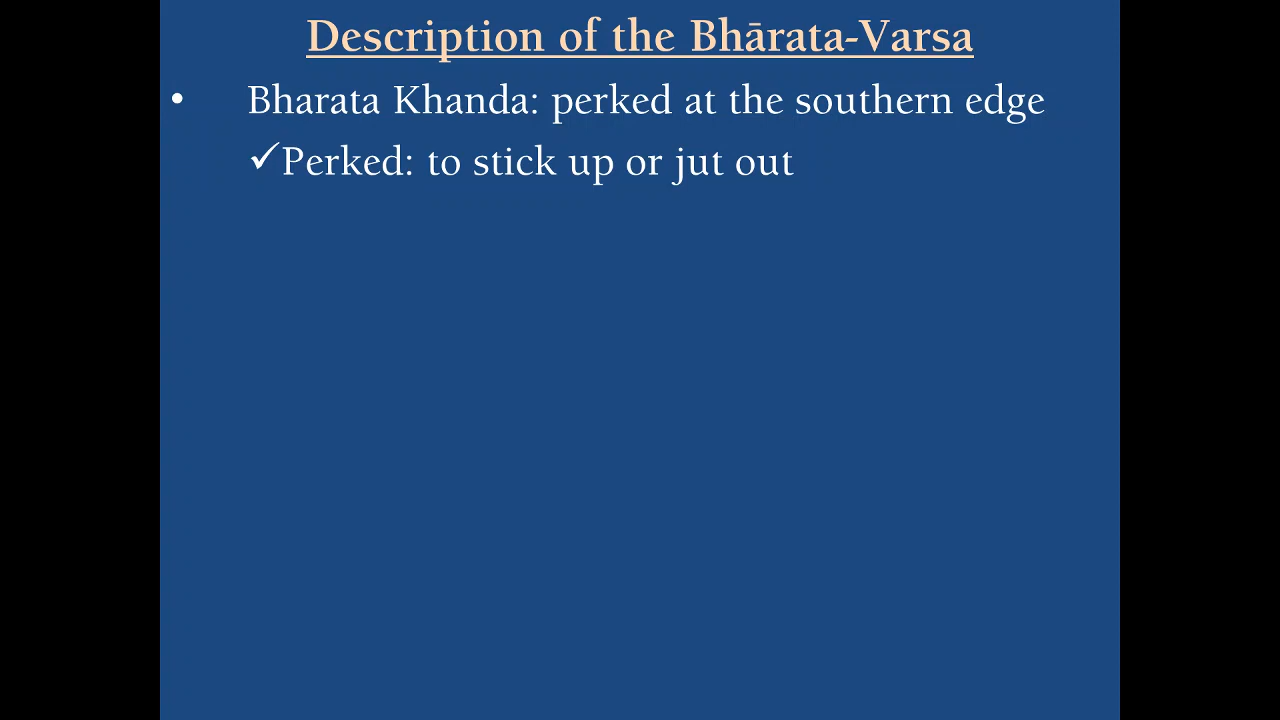 Description of the Bhārata-Varsa
• Bharata Khanda: perked at the southern edge
✓Perked: to stick up or jut out